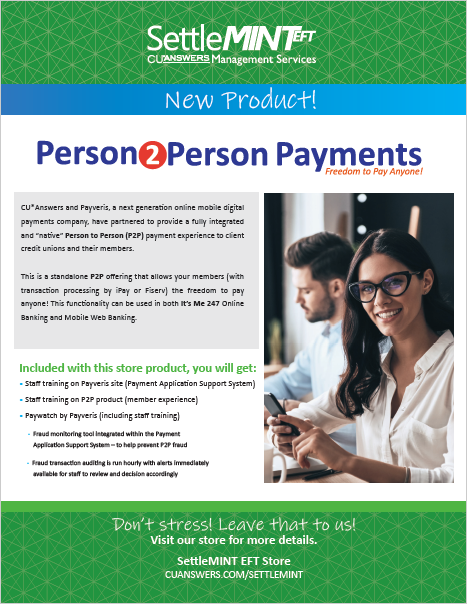 SettleMINT EFT
CU*ANSWERS Management Services
New Product!
Person2Person Payments
Freedom to Pay Anyone!
CU*Answers and Payveris, a next generation online mobile digital
payments company, have partnered to provide a fully integrated
and “native” Person to Person (P2P) payment experience to client
credit unions and their members.
This is a standalone P2P offering that allows your members (with
transaction processing by iPay or Fiserv) the freedom to pay
anyone! This functionality can be used in both It’s Me 247 Online
Banking and Mobile Web Banking.
Included with this store product, you will get:
• Staff training on Payveris site (Payment Application Support System)
• Staff training on P2P product (member experience)
• Paywatch by Payveris (including staff training)
- Fraud monitoring tool integrated within the Payment
Application Support System – to help prevent P2P fraud
- Fraud transaction auditing is run hourly with alerts immediately
available for staff to review and decision accordingly
Don’t stress! Leave that to us!
Visit our store for more details.
SettleMINT EFT Store
CUANSWERS.COM/SETTLEMINT